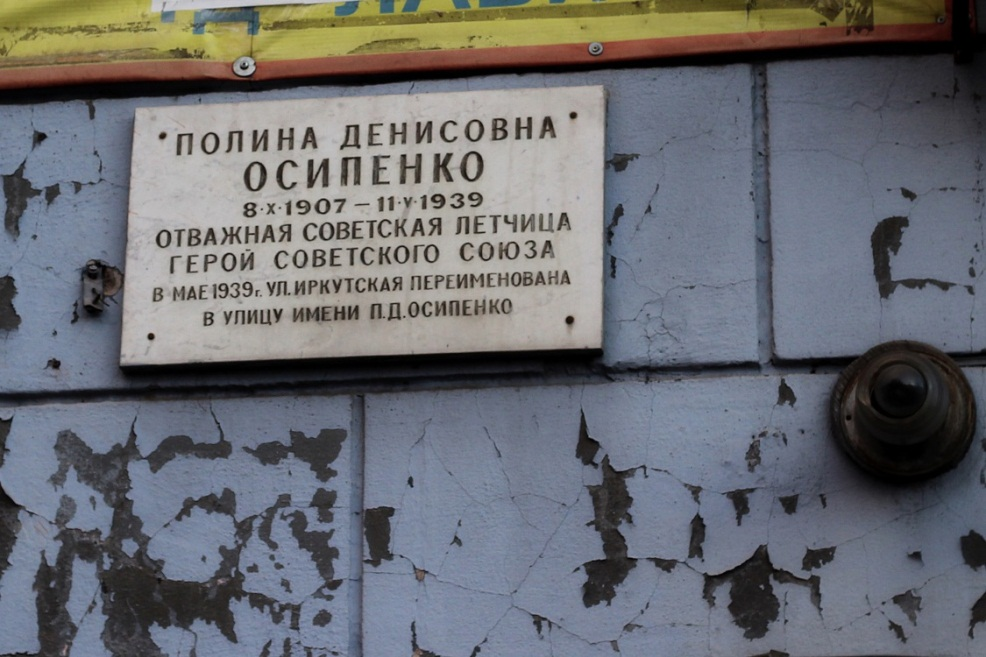 ПОЛИНА ДЕНИСОВНА
ОСИПЕНКО
8·X·1907 — 11·V·1939
ОТВАЖНАЯ СОВЕТСКАЯ ЛЕТЧИЦА
ГЕРОЙ СОВЕТСКОГО СОЮЗА
В МАЕ 1939г. УЛ. ИРКУТСКАЯ ПЕРЕИМЕНОВАНА
В УЛИЦУ ИМЕНИ П.Д.ОСИПЕНКО